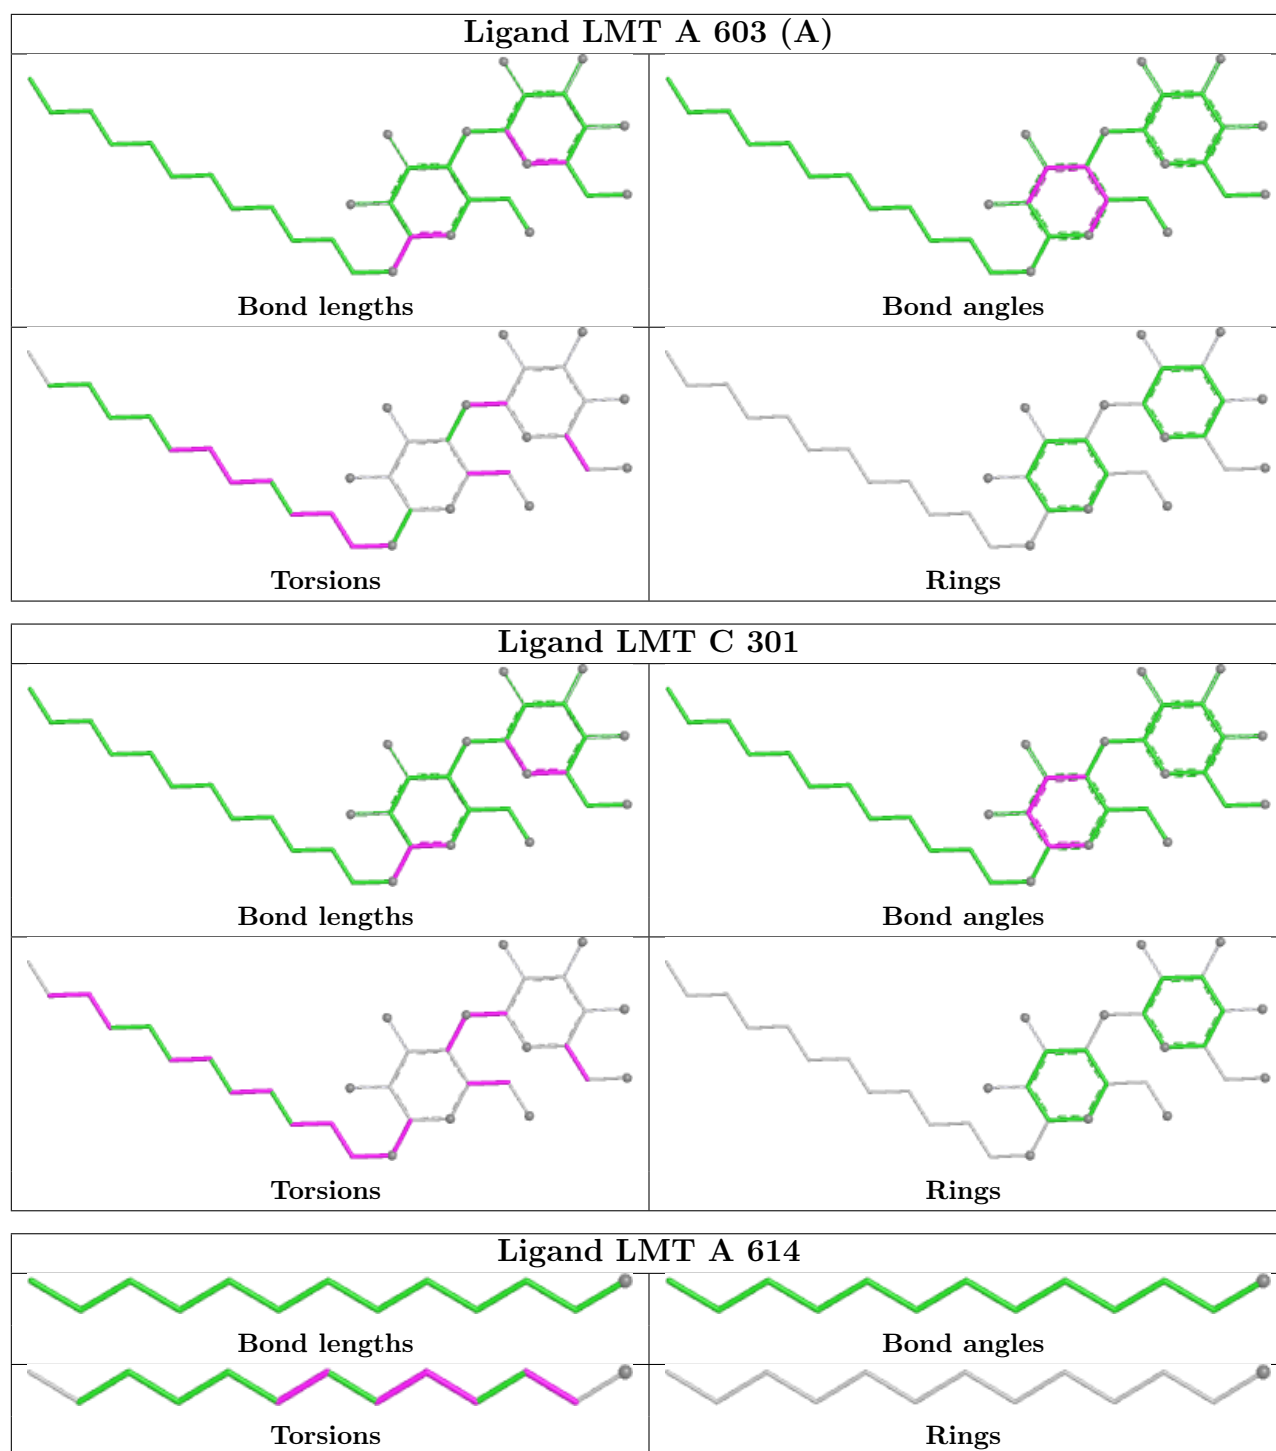 Ligand LMT A 603 (A)
Bond lengths
Bond angles
Torsions
Rings
Ligand LMT C 301
Bond lengths
Bond angles
Torsions
Rings
Ligand LMT A 614
Bond lengths
Bond angles
Torsions
Rings